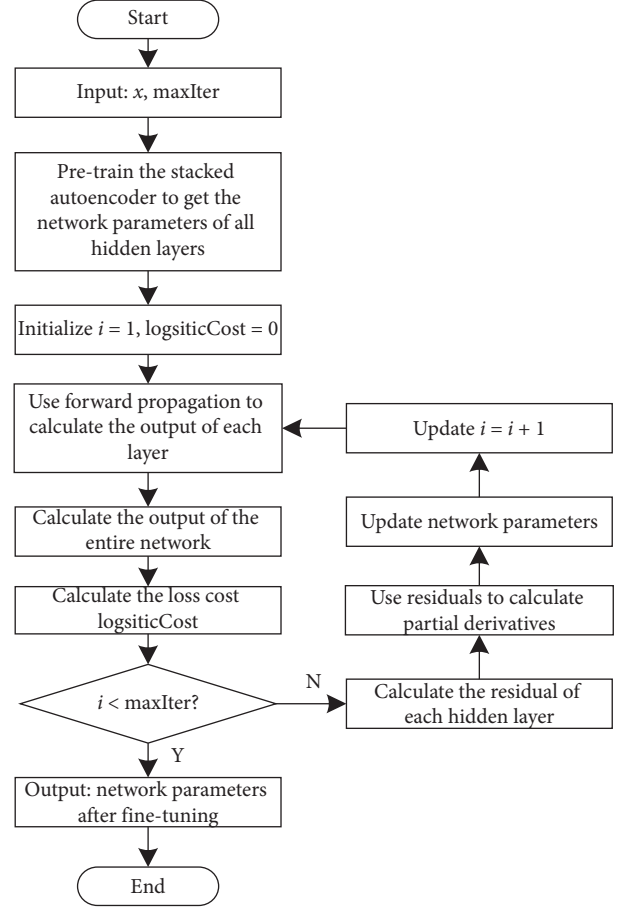 Start
Input: x, maxIter
Pre-train the stacked
autoencoder to get the
network parameters of all
hidden layers
Initialize i = 1, logsiticCost = 0
Use forward propagation to
calculate the output of each
layer
Calculate the output of the
entire network
Calculate the loss cost
logsiticCost
i < maxIter?
N
Y
Output: network parameters
after fine-tuning
End
Update i = i + 1
Update network parameters
Use residuals to calculate
partial derivatives
Calculate the residual of
each hidden layer